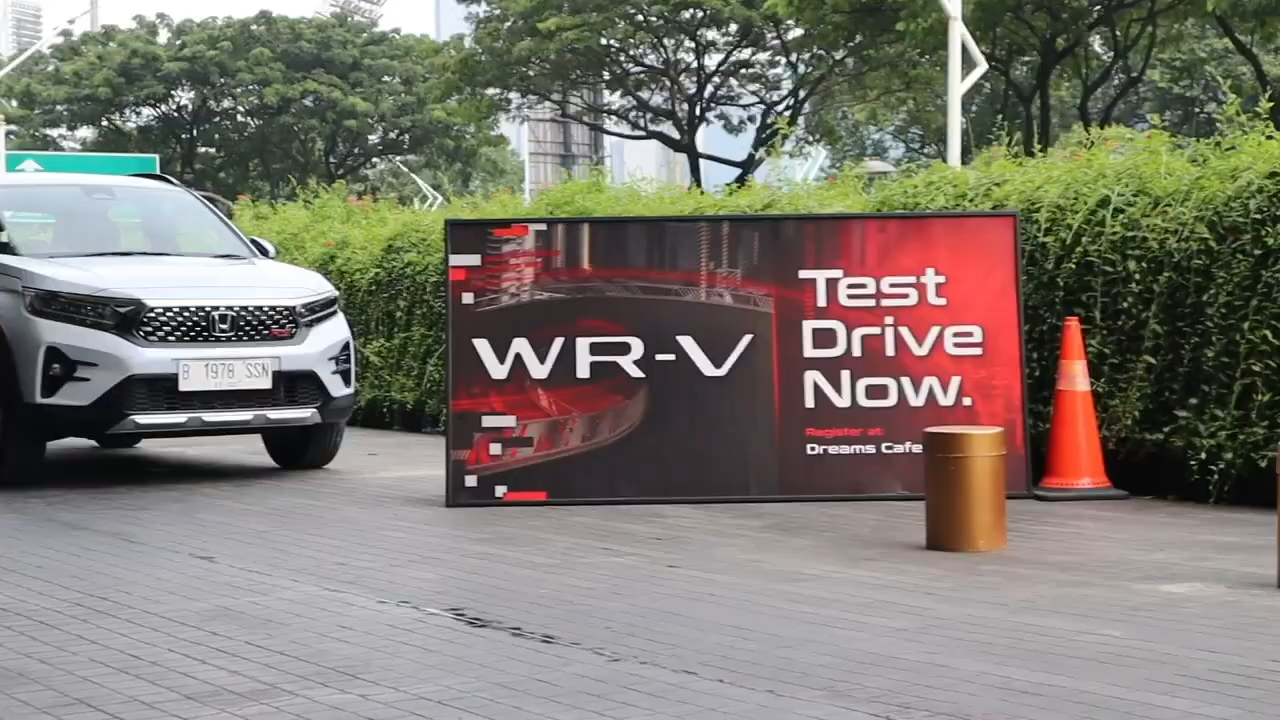 B 1978 SSN
WR-V
Test
Drive
Now.
Register at:
Dreams Cafe